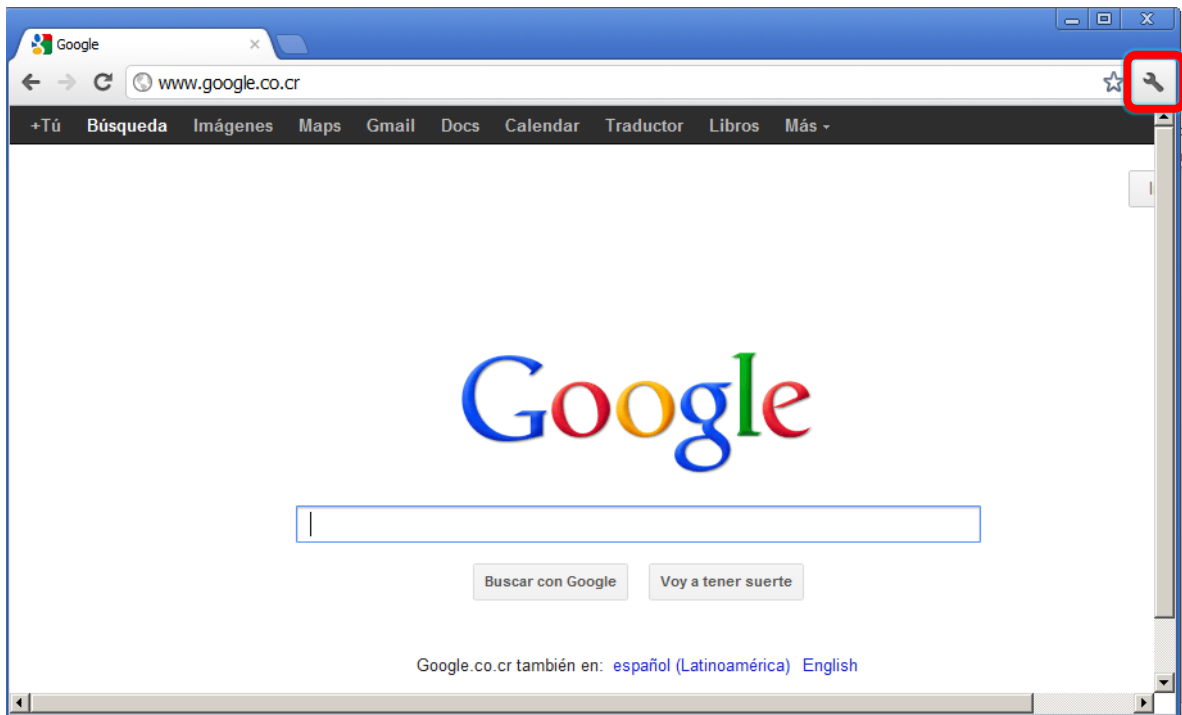 Google
www.google.co.cr
+Tú Búsqueda Imágenes Maps Gmail Docs Calendar Traductor Libros Más
Google
Buscar con Google Voy a tener suerte
Google.co.cr también en: español (Latinoamérica) English